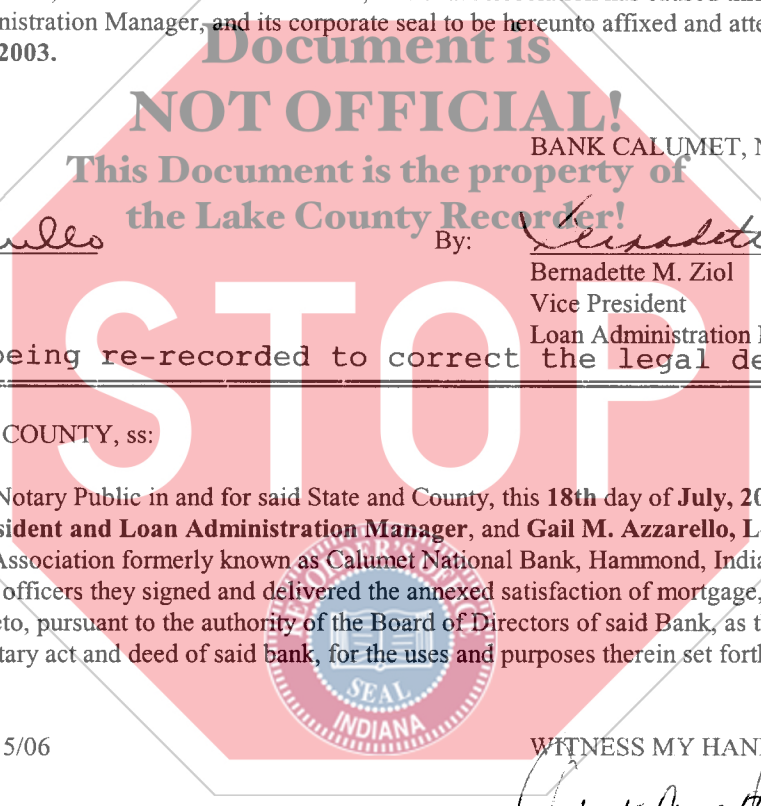 nistration Manager, and its corporate seal to be hereunto affixed and atte
2003.
Document is
NOT OFFICIAL!
BANK CALUMET, N
This Document is the property of
the Lake County Recorder!
By:
Bernadette M. Ziol
Vice President
Loan Administration
being re-recorded to correct the legal de
STOP
COUNTY, ss:
Notary Public in and for said State and County, this 18th day of July, 20
sident and Loan Administration Manager, and Gail M. Azzarello, L
Association formerly known as Calumet National Bank, Hammond, India
officers they signed and delivered the annexed satisfaction of mortgage,
eto, pursuant to the authority of the Board of Directors of said Bank, as t
tary act and deed of said bank, for the uses and purposes therein set forth
RECORDER'S OFFICE
SEAL
INDIANA
5/06
WITNESS MY HAND